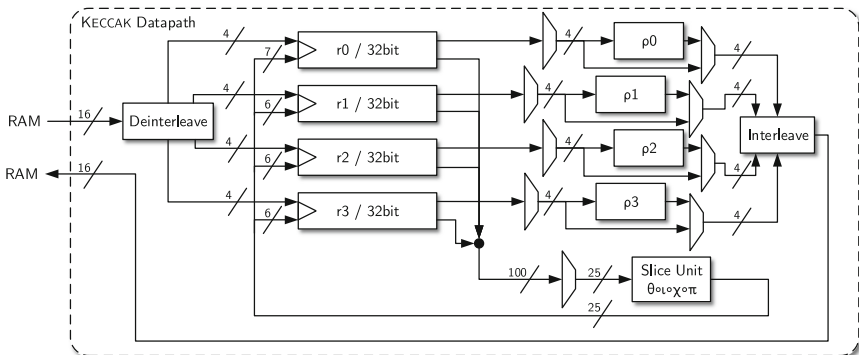 KECCAK Datapath
4
7
r0 / 32bit
4
ρ0
4
4
6
r1 / 32bit
4
ρ1
4
RAM
16
Deinterleave
Interleave
4
6
r2 / 32bit
4
ρ2
4
RAM
16
4
6
r3 / 32bit
4
ρ3
4
100
25
Slice Unit
θ∘ι∘χ∘π
25